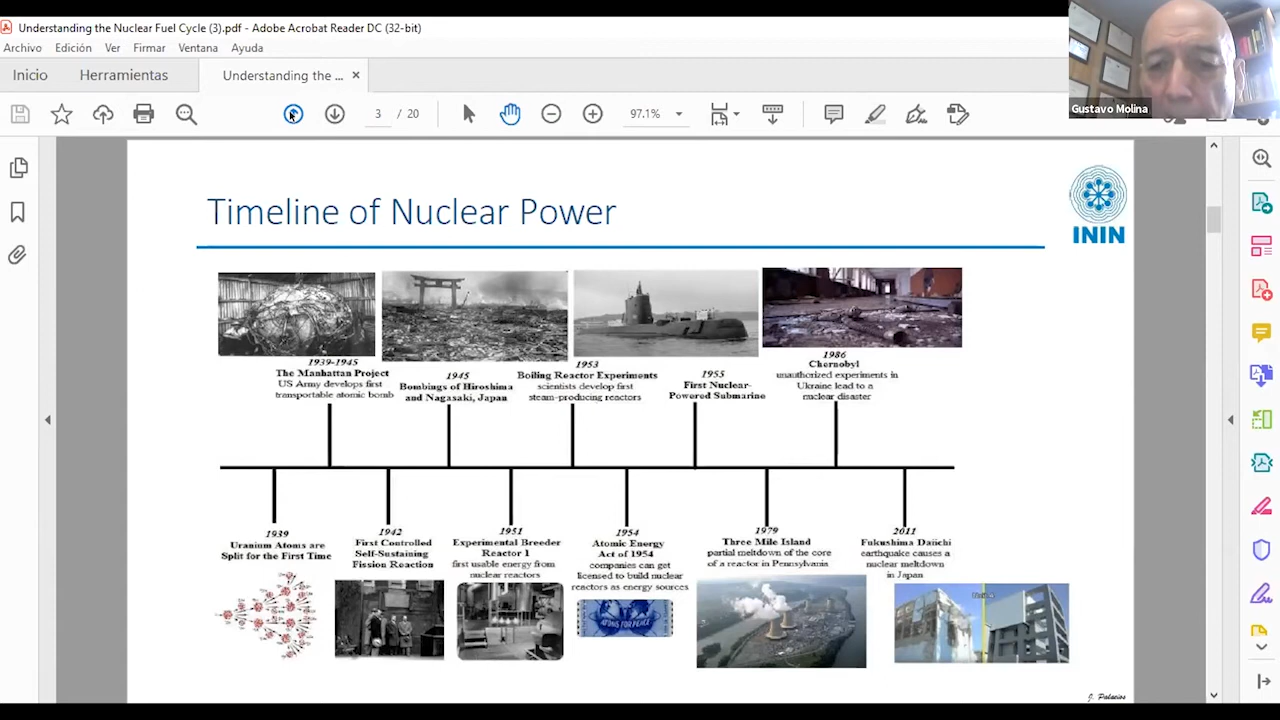 Understanding the Nuclear Fuel Cycle (3).pdf - Adobe Acrobat Reader DC (32-bit)
Archivo Edición Ver Firmar Ventana Ayuda
Inicio Herramientas Understanding the ... ×
3 / 20 97.1%
Gustavo Molina
Timeline of Nuclear Power
ININ
1939-1945
The Manhattan Project
US Army develops first
transportable atomic bomb
1945
Bombings of Hiroshima
and Nagasaki, Japan
1953
Boiling Reactor Experiments
scientists develop first
steam-producing reactors
1955
First Nuclear-
Powered Submarine
1986
Chernobyl
unauthorized experiments in
Ukraine lead to a
nuclear disaster
1939
Uranium Atoms are
Split for the First Time
1942
First Controlled
Self-Sustaining
Fission Reaction
1951
Experimental Breeder
Reactor 1
first usable energy from
nuclear reactors
1954
Atomic Energy
Act of 1954
companies can get
licensed to build nuclear
reactors as energy sources
ATOMS FOR PEACE
1979
Three Mile Island
partial meltdown of the core
of a reactor in Pennsylvania
2011
Fukushima Daiichi
earthquake causes a
nuclear meltdown
in Japan
J. Palacios